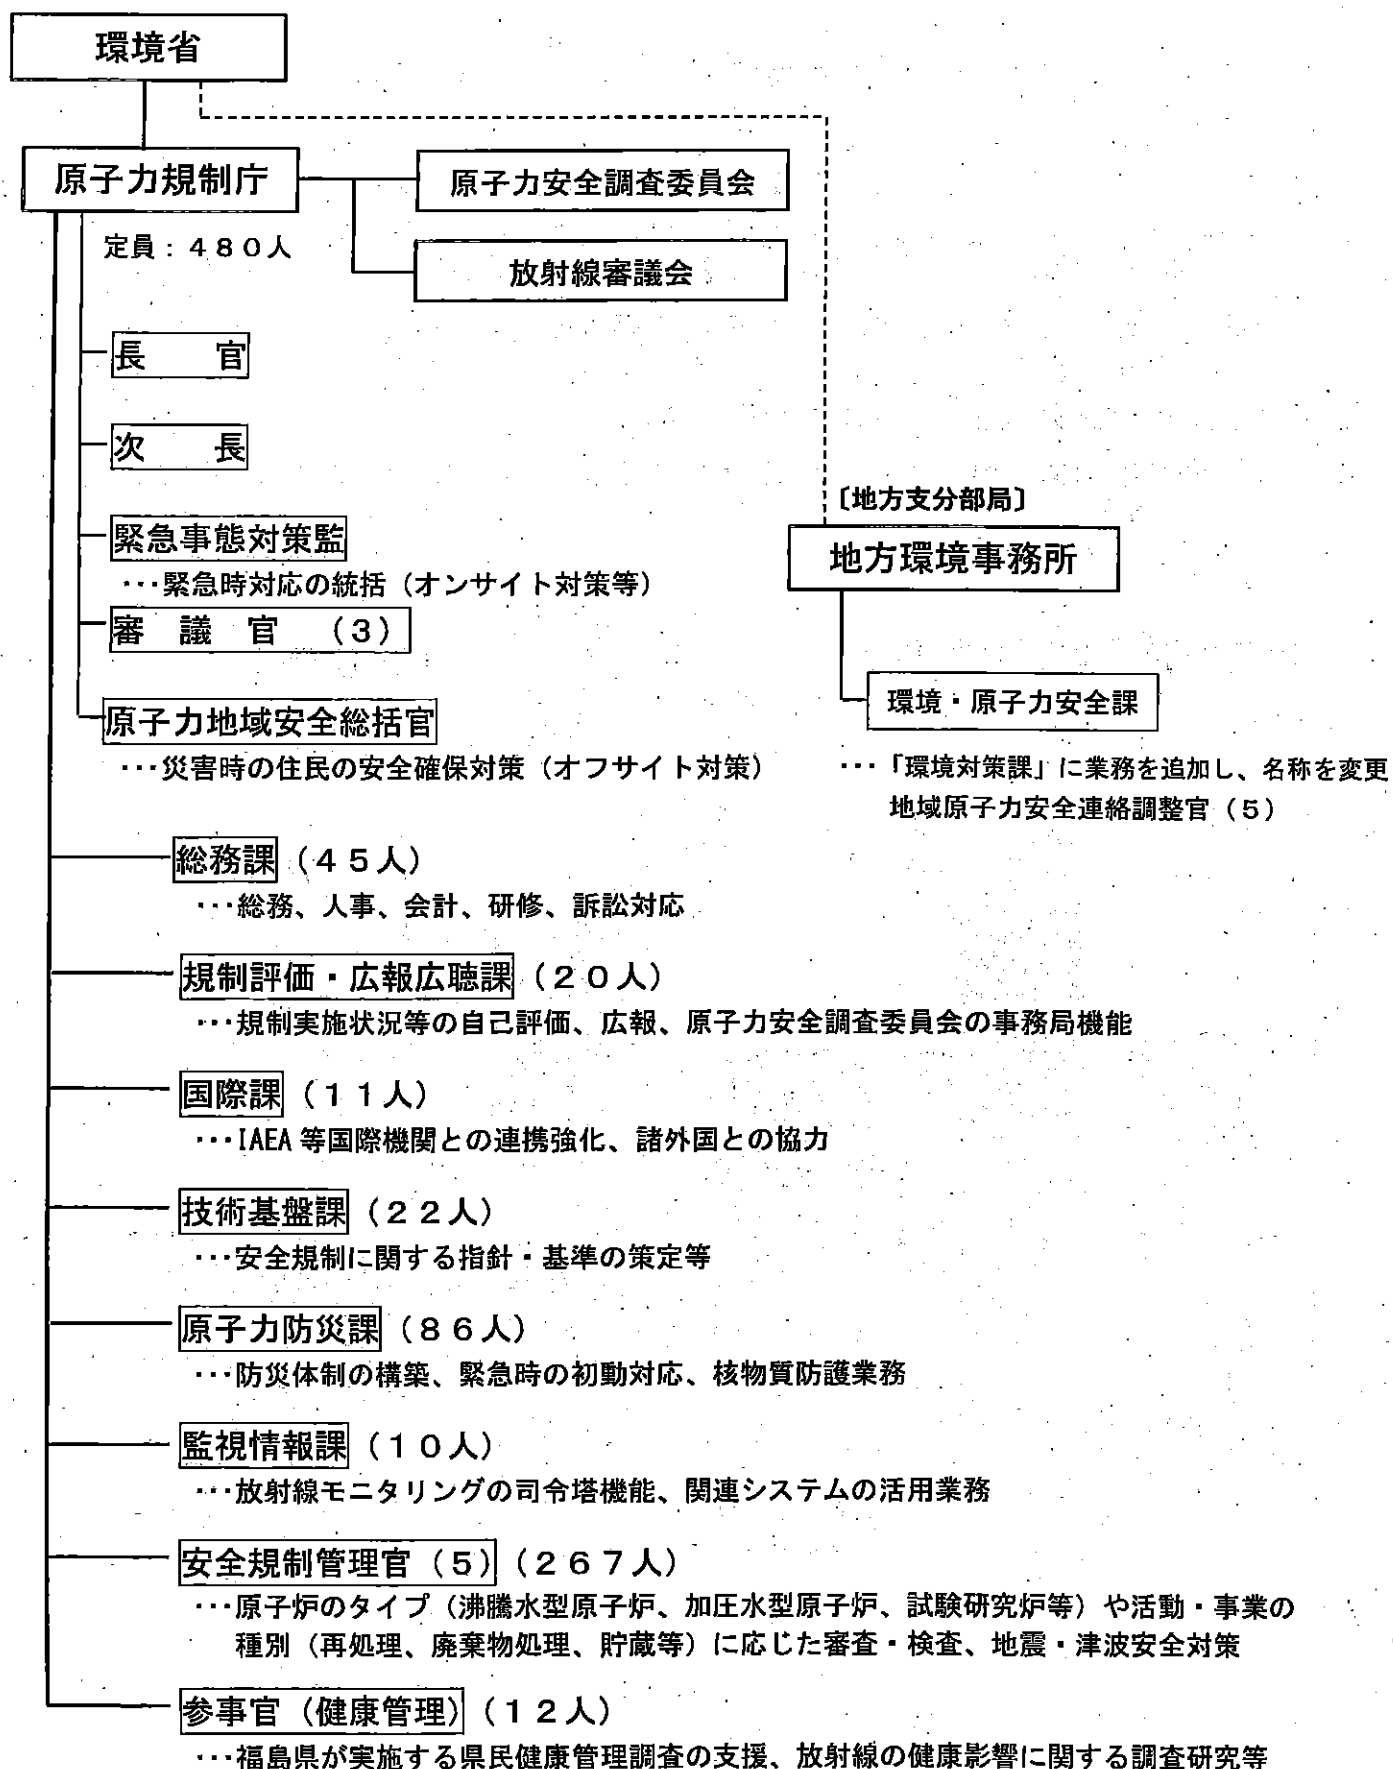 環境省
原子力規制庁
原子力安全調査委員会
定員：４８０人
放射線審議会
長　　官
次　　長
緊急事態対策監
･･･緊急時対応の統括（オンサイト対策等）
審　議　官　（３）
原子力地域安全総括官
･･･災害時の住民の安全確保対策（オフサイト対策）
〔地方支分部局〕
地方環境事務所
環境・原子力安全課
･･･「環境対策課」に業務を追加し、名称を変更
地域原子力安全連絡調整官（５）
総務課（４５人）
･･･総務、人事、会計、研修、訴訟対応
規制評価・広報広聴課（２０人）
･･･規制実施状況等の自己評価、広報、原子力安全調査委員会の事務局機能
国際課（１１人）
･･･IAEA 等国際機関との連携強化、諸外国との協力
技術基盤課（２２人）
･･･安全規制に関する指針・基準の策定等
原子力防災課（８６人）
･･･防災体制の構築、緊急時の初動対応、核物質防護業務
監視情報課（１０人）
･･･放射線モニタリングの司令塔機能、関連システムの活用業務
安全規制管理官（５）（２６７人）
･･･原子炉のタイプ（沸騰水型原子炉、加圧水型原子炉、試験研究炉等）や活動・事業の
種別（再処理、廃棄物処理、貯蔵等）に応じた審査・検査、地震・津波安全対策
参事官（健康管理）（１２人）
･･･福島県が実施する県民健康管理調査の支援、放射線の健康影響に関する調査研究等